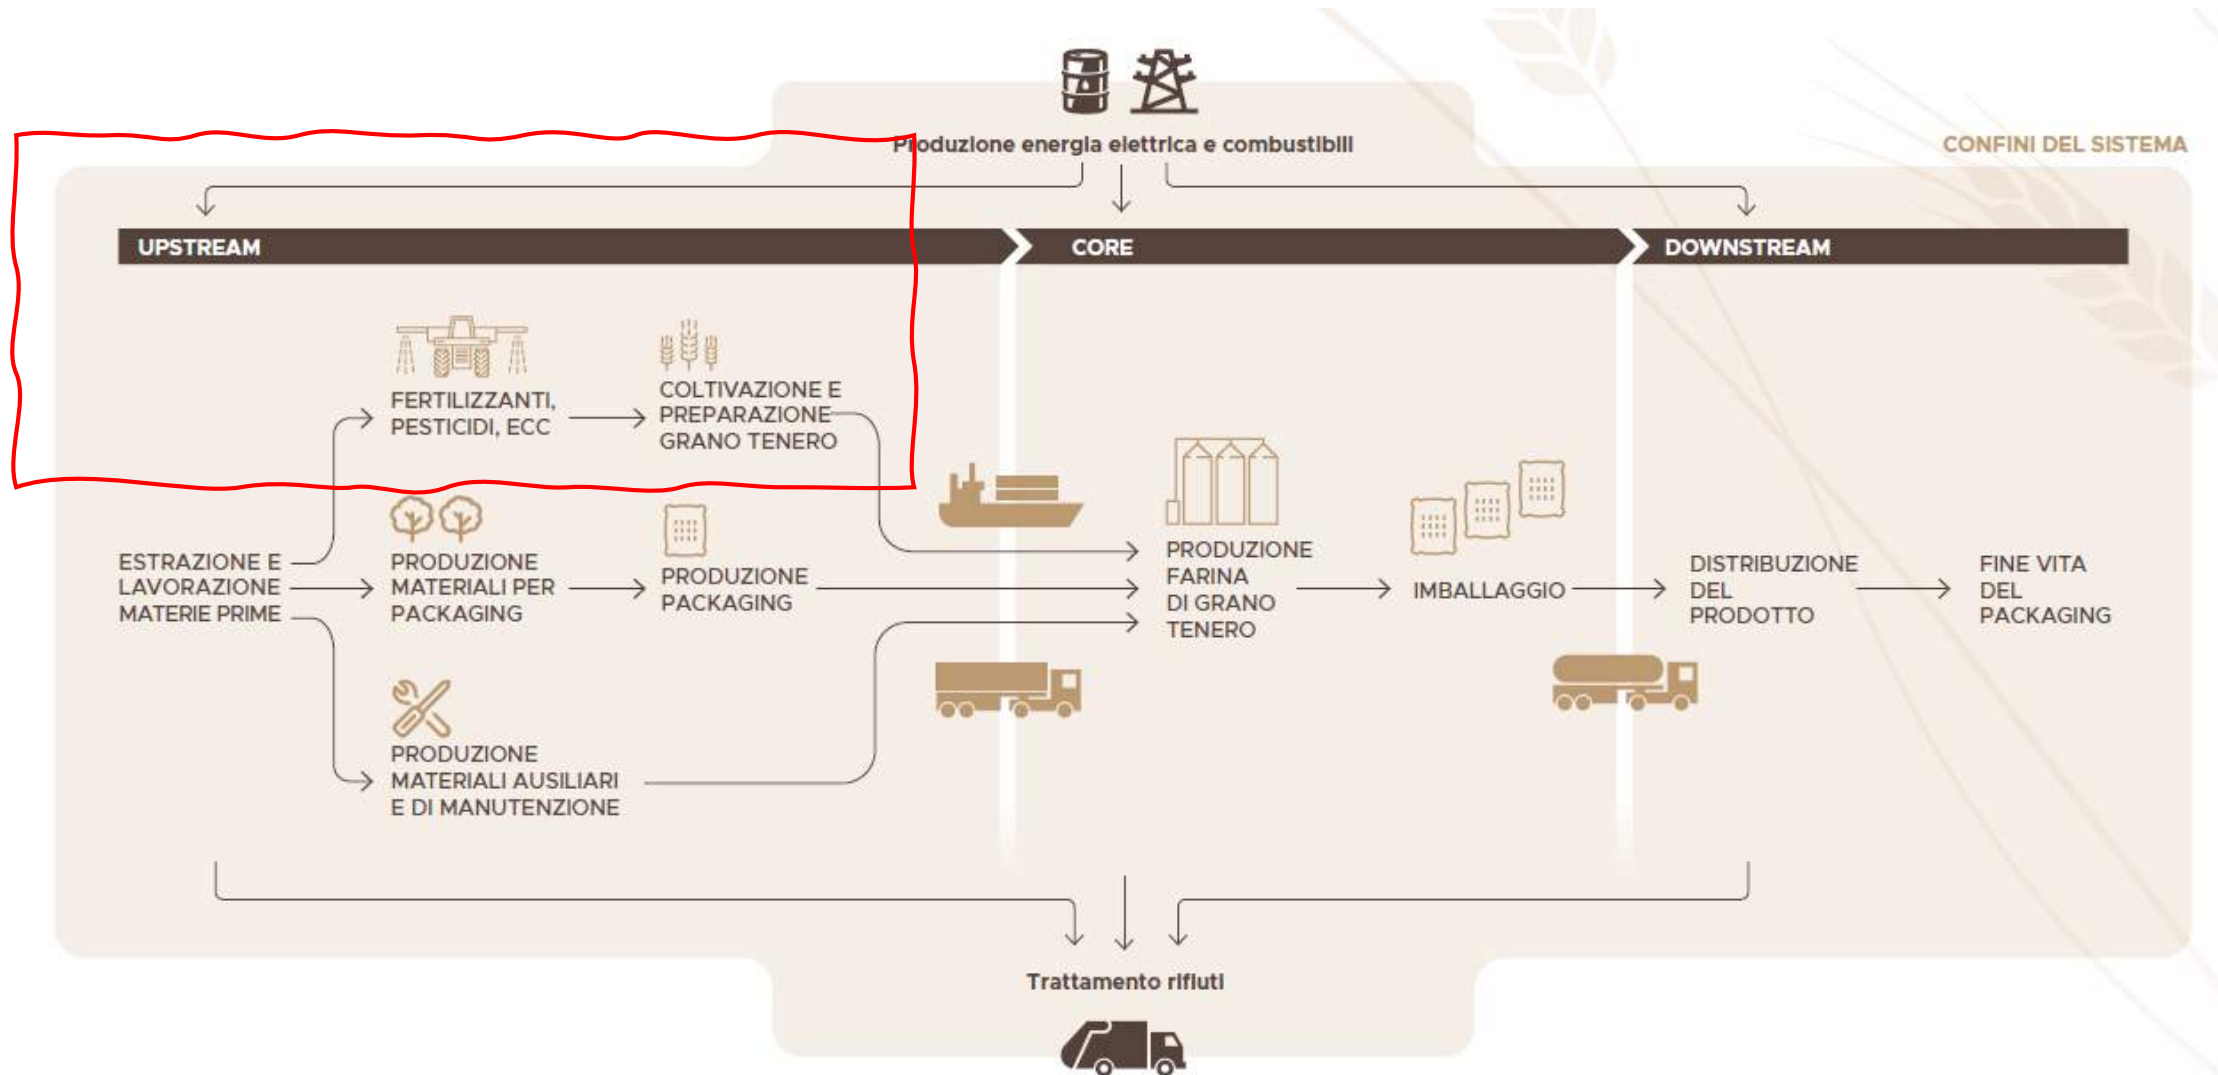 Produzione energia elettrica e combustibili
CONFINI DEL SISTEMA
UPSTREAM
CORE
DOWNSTREAM
FERTILIZZANTI,
PESTICIDI, ECC
COLTIVAZIONE E
PREPARAZIONE
GRANO TENERO
ESTRAZIONE E
LAVORAZIONE
MATERIE PRIME
PRODUZIONE
MATERIALI PER
PACKAGING
PRODUZIONE
PACKAGING
PRODUZIONE
MATERIALI AUSILIARI
E DI MANUTENZIONE
PRODUZIONE
FARINA
DI GRANO
TENERO
IMBALLAGGIO
DISTRIBUZIONE
DEL
PRODOTTO
FINE VITA
DEL
PACKAGING
Trattamento rifiuti